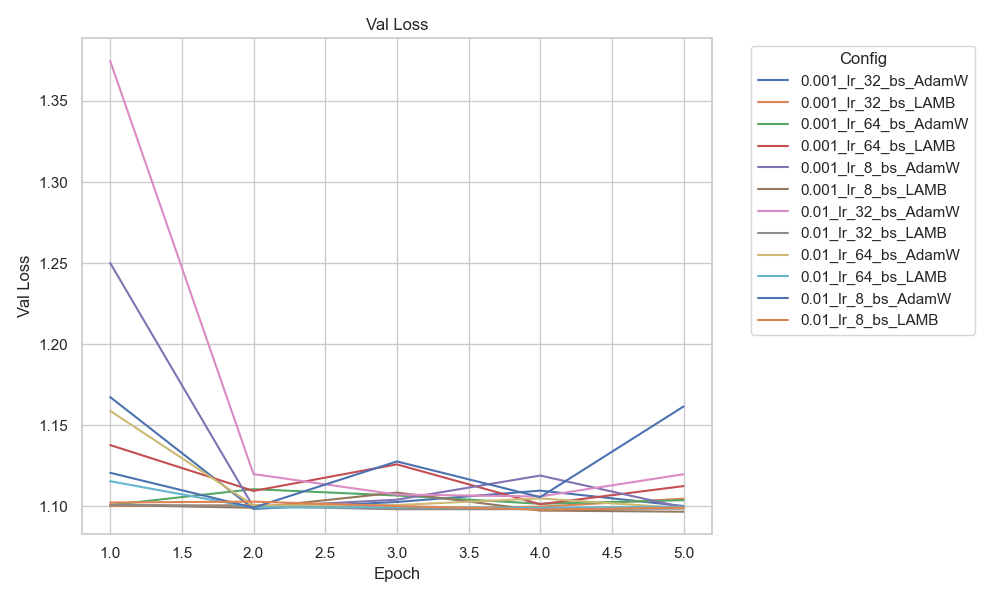 Val Loss
Val Loss
1.35
1.30
1.25
1.20
1.15
1.10
1.0 1.5 2.0 2.5 3.0 3.5 4.0 4.5 5.0
Epoch
Config
0.001_lr_32_bs_AdamW
0.001_lr_32_bs_LAMB
0.001_lr_64_bs_AdamW
0.001_lr_64_bs_LAMB
0.001_lr_8_bs_AdamW
0.001_lr_8_bs_LAMB
0.01_lr_32_bs_AdamW
0.01_lr_32_bs_LAMB
0.01_lr_64_bs_AdamW
0.01_lr_64_bs_LAMB
0.01_lr_8_bs_AdamW
0.01_lr_8_bs_LAMB